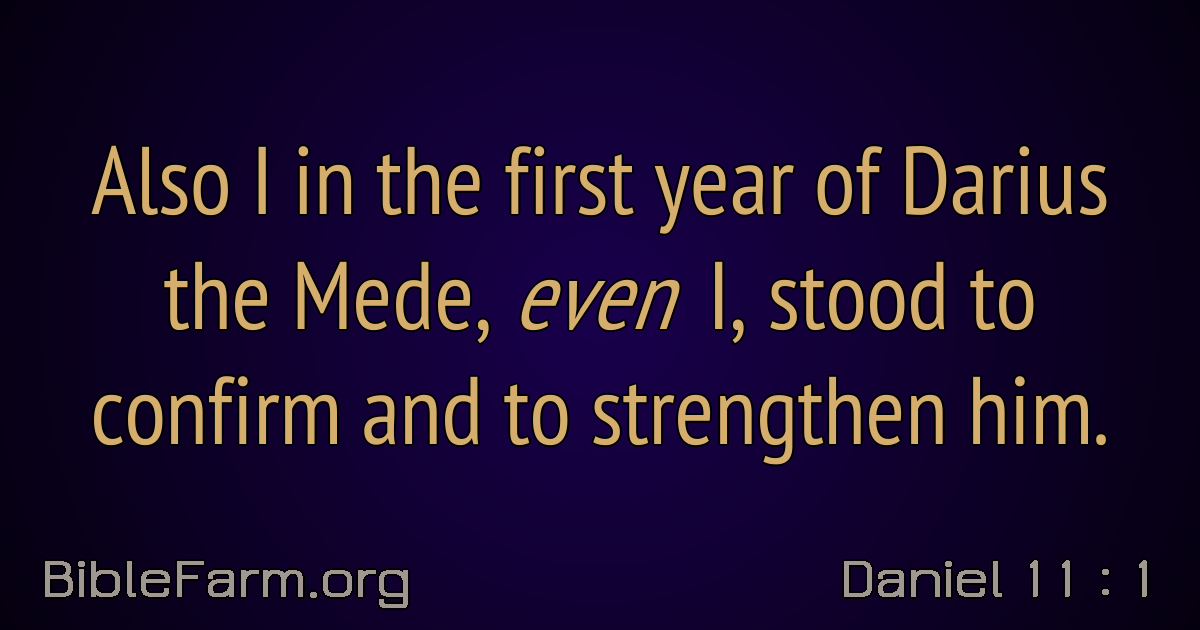 Also I in the first year of Darius
the Mede, even I, stood to
confirm and to strengthen him.
BibleFarm.org
Daniel 11 : 1